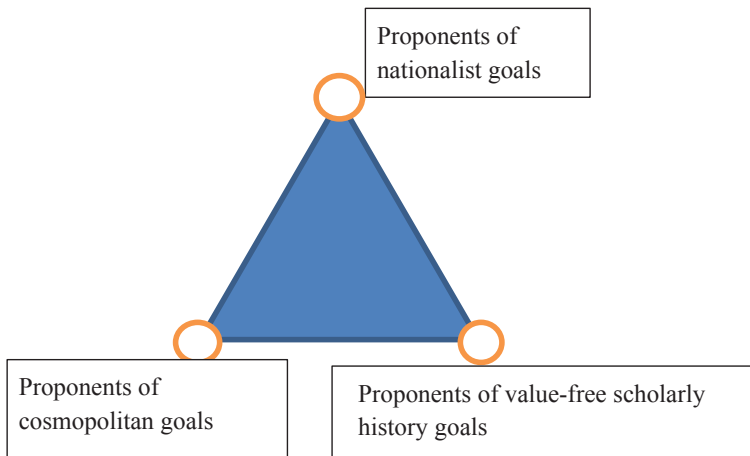 Proponents of
nationalist goals
Proponents of
cosmopolitan goals
Proponents of value-free scholarly
history goals